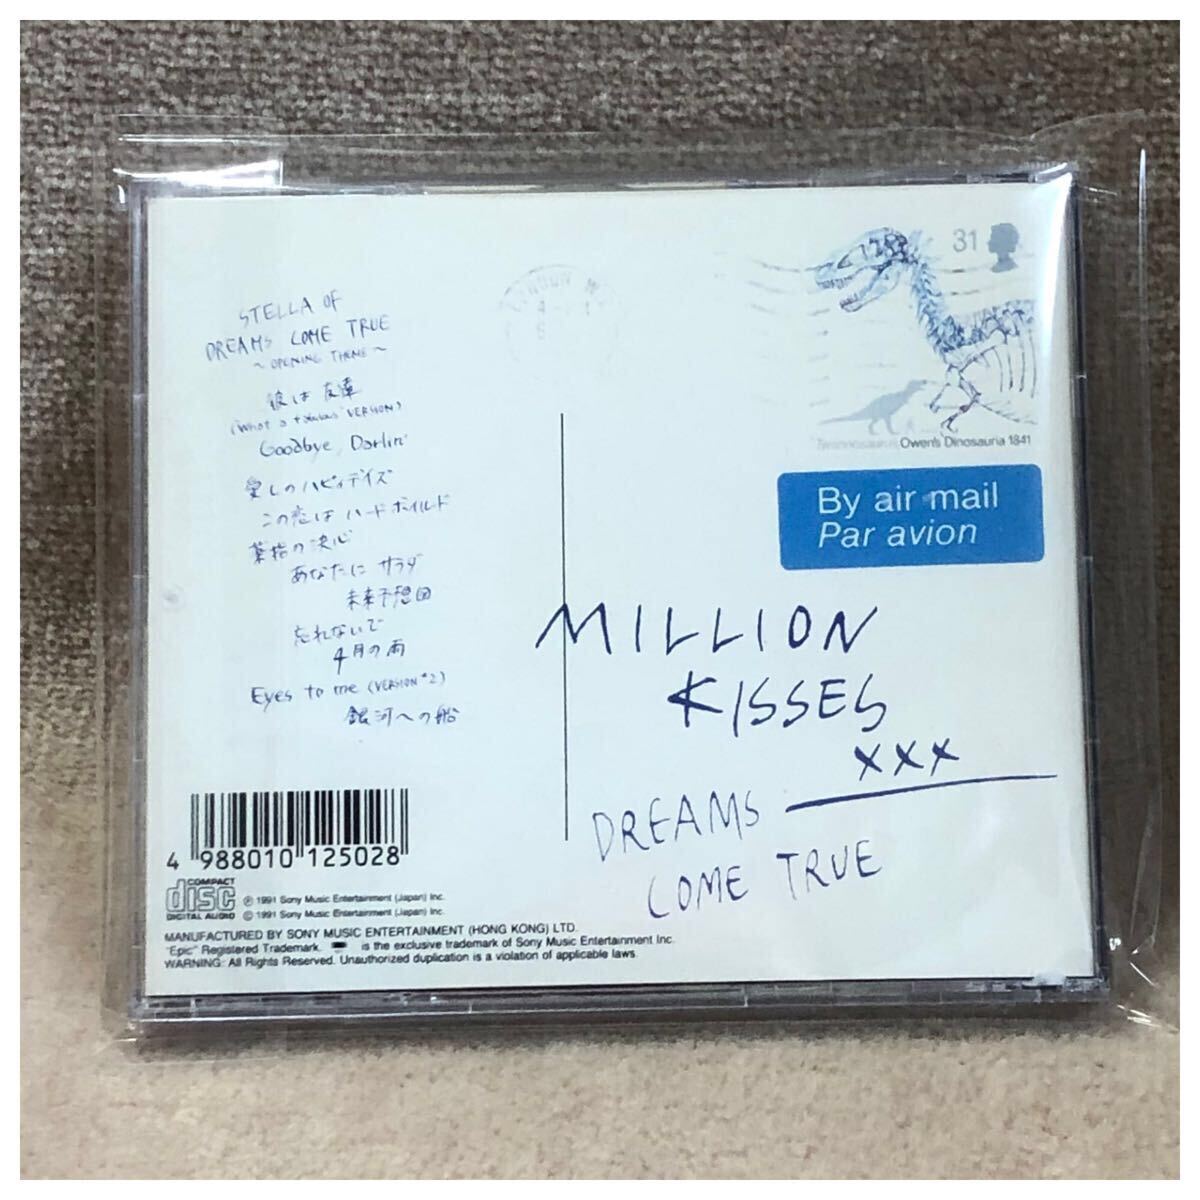 STELLA OF
DREAMS COME TRUE
~ OPENING THENE ~
彼は友達
(What a fabulous VERSION)
Goodbye, Darlin'
愛しのハピィデイズ
この恋はハードボイルド
薬指の決心
あなたにサラダ
未来予想図
忘れないで
4月の雨
Eyes to me (VERSION #2)
銀河への船
4 988010 125028
COMPACT
disc
DIGITAL AUDIO
Ⓟ 1991 Sony Music Entertainment (Japan) Inc.
© 1991 Sony Music Entertainment (Japan) Inc.
MANUFACTURED BY SONY MUSIC ENTERTAINMENT (HONG KONG) LTD.
"Epic" Registered Trademark. is the exclusive trademark of Sony Music Entertainment Inc.
WARNING: All Rights Reserved. Unauthorized duplication is a violation of applicable laws.
LONDON W
31
Tyrannosaurus Owen's Dinosauria 1841
By air mail
Par avion
MILLION
KISSES
xxx
DREAMS
COME TRUE